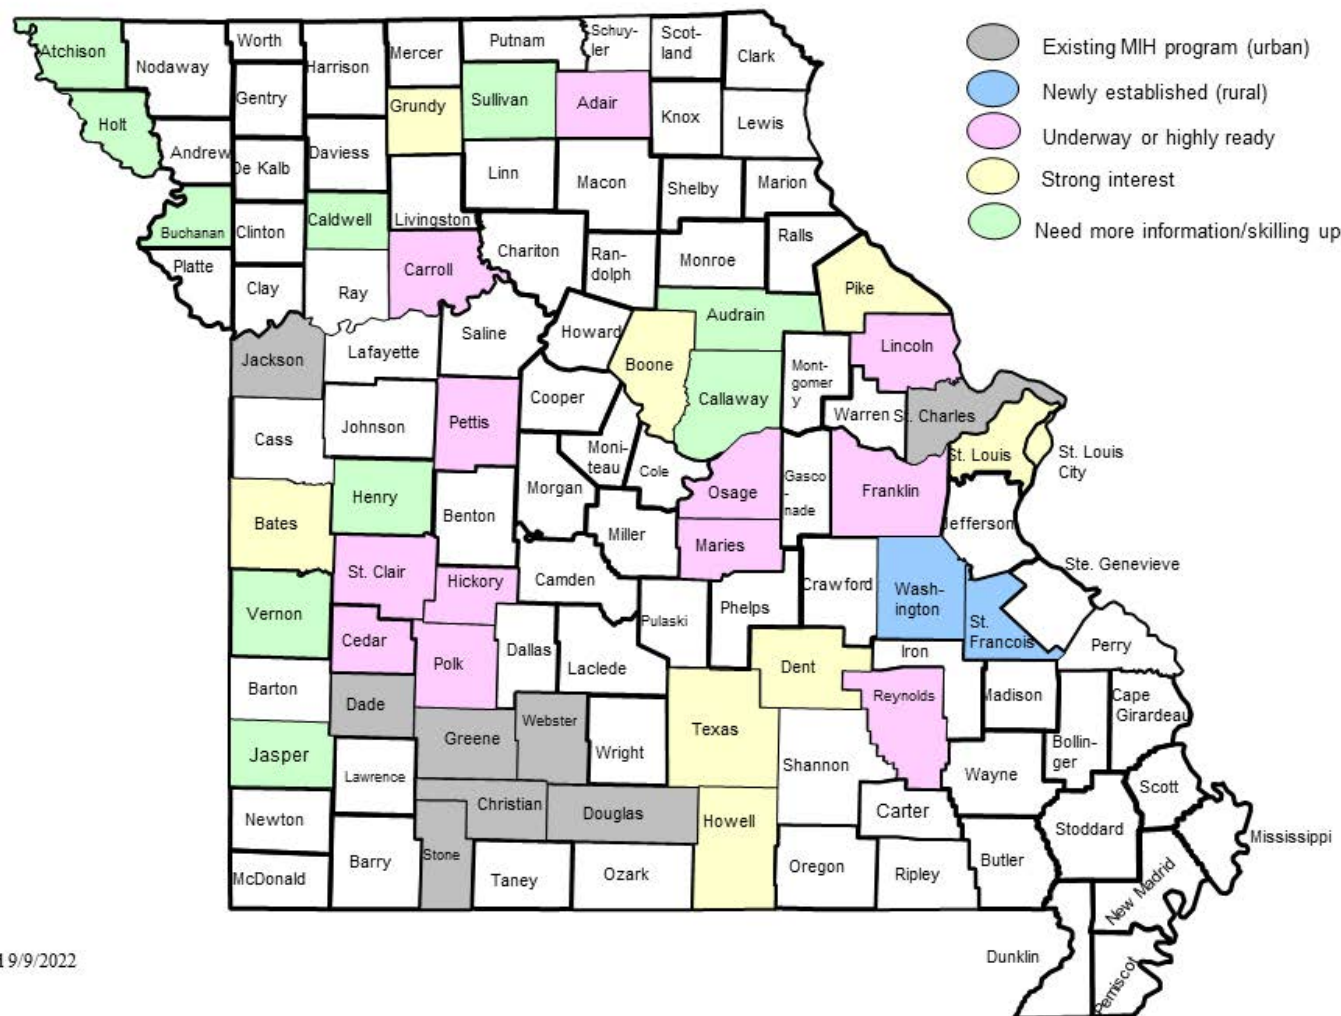 Atchison
Nodaway
Worth
Harrison
Mercer
Putnam
Schuy-
ler
Scot-
land
Clark
Gentry
Grundy
Sullivan
Adair
Knox
Lewis
Holt
Andrew
De Kalb
Daviess
Linn
Macon
Shelby
Marion
Buchanan
Clinton
Caldwell
Livingston
Chariton
Ran-
dolph
Monroe
Ralls
Platte
Clay
Ray
Carroll
Saline
Howard
Boone
Audrain
Pike
Jackson
Lafayette
Cooper
Callaway
Mont-
gomer
y
Lincoln
Warren
St. Charles
St. Louis
St. Louis
City
Cass
Johnson
Pettis
Moni-
teau
Cole
Osage
Gasco
-
nade
Franklin
Jefferson
Bates
Henry
Benton
Morgan
Miller
Maries
Vernon
St. Clair
Hickory
Camden
Pulaski
Phelps
Crawford
Wash-
ington
St.
Francois
Ste. Genevieve
Perry
Cedar
Polk
Dallas
Laclede
Dent
Iron
Reynolds
Madison
Cape
Girardeau
Bollin-
ger
Barton
Dade
Greene
Webster
Wright
Texas
Shannon
Wayne
Scott
Jasper
Lawrence
Christian
Douglas
Howell
Carter
Stoddard
Mississippi
Newton
McDonald
Barry
Stone
Taney
Ozark
Oregon
Ripley
Butler
New Madrid
Dunklin
Pemiscot
Existing MIH program (urban)
Newly established (rural)
Underway or highly ready
Strong interest
Need more information/skilling up
19/9/2022